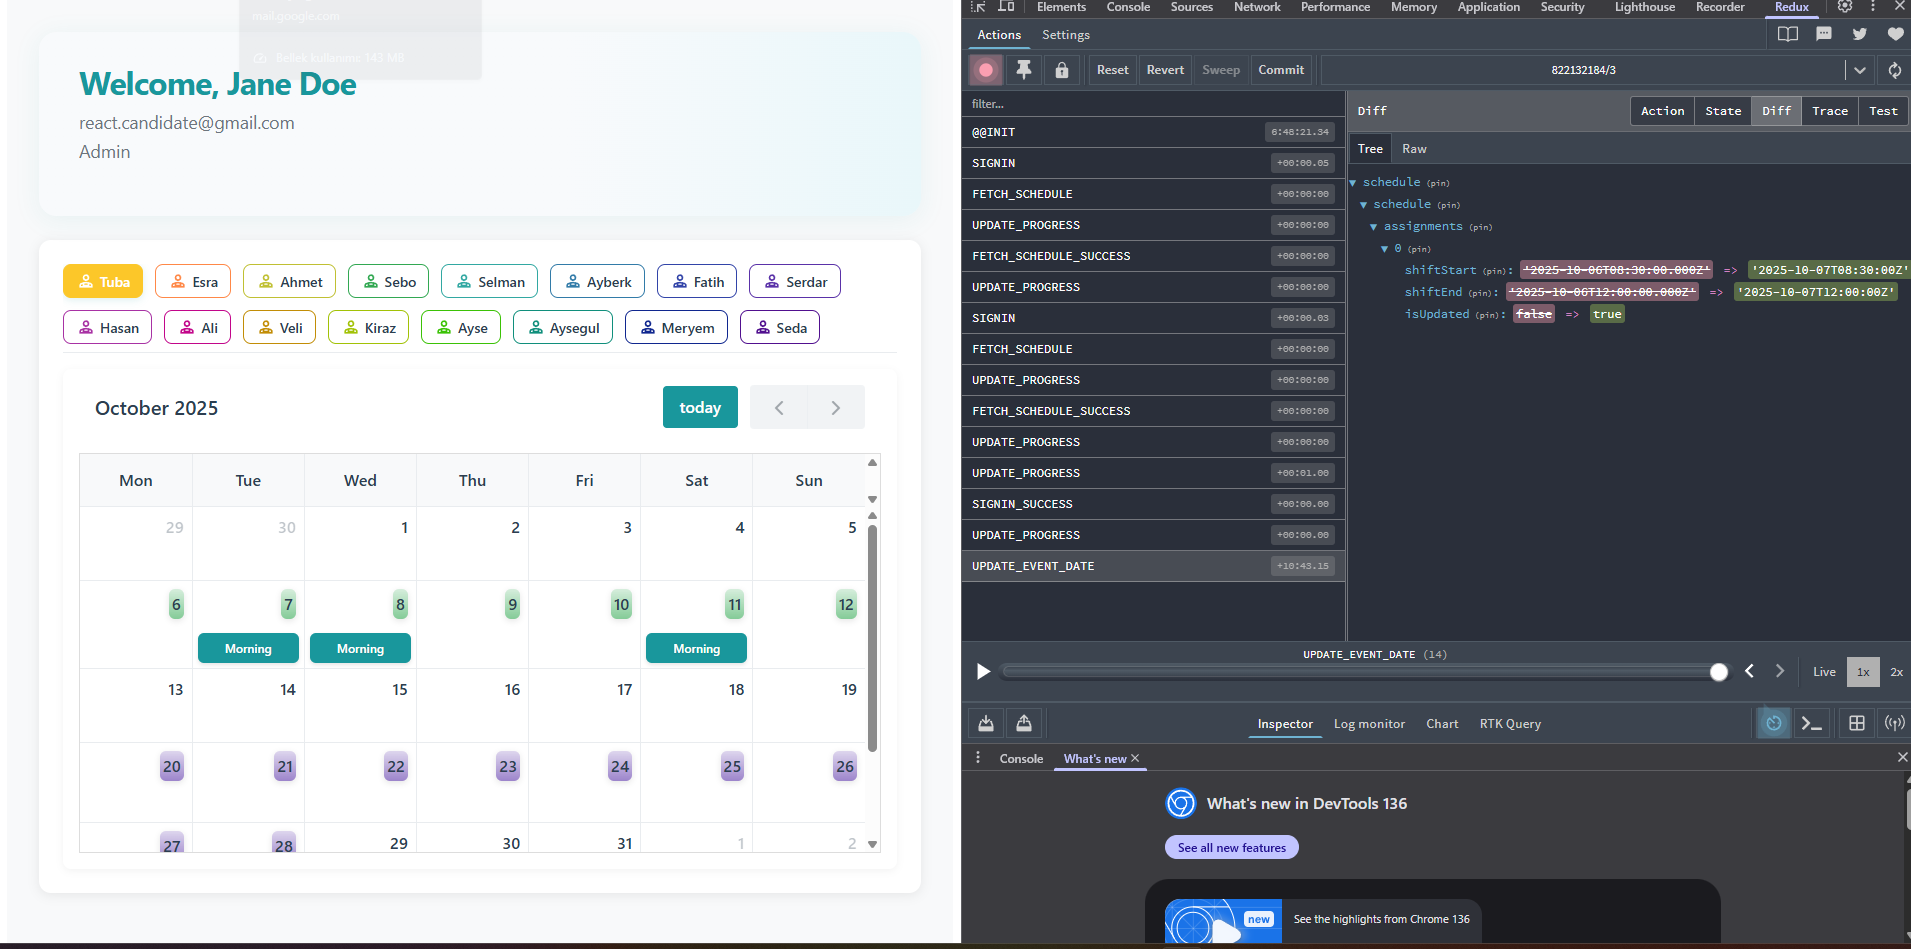 mail.google.com
Bellek kullanımı: 143 MB
Welcome, Jane Doe
react.candidate@gmail.com
Admin
Tuba Esra Ahmet Sebo Selman Ayberk Fatih Serdar
Hasan Ali Veli Kiraz Ayse Aysegul Meryem Seda
October 2025
today
Mon Tue Wed Thu Fri Sat Sun
29 30 1 2 3 4 5
6 7 8 9 10 11 12
Morning Morning Morning
13 14 15 16 17 18 19
20 21 22 23 24 25 26
27 28 29 30 31 1 2
Elements Console Sources Network Performance Memory Application Security Lighthouse Recorder Redux
Actions Settings
Reset Revert Sweep Commit 822132184/3
filter...
@@INIT 6:48:21.34
SIGNIN +00:00.05
FETCH_SCHEDULE +00:00:00
UPDATE_PROGRESS +00:00:00
FETCH_SCHEDULE_SUCCESS +00:00:00
UPDATE_PROGRESS +00:00:00
SIGNIN +00:00.03
FETCH_SCHEDULE +00:00:00
UPDATE_PROGRESS +00:00:00
FETCH_SCHEDULE_SUCCESS +00:00:00
UPDATE_PROGRESS +00:00:00
UPDATE_PROGRESS +00:01.00
SIGNIN_SUCCESS +00:00.00
UPDATE_PROGRESS +00:00.00
UPDATE_EVENT_DATE +10:43.15
Diff Action State Diff Trace Test
Tree Raw
schedule (pin)
schedule (pin)
assignments (pin)
0 (pin)
shiftStart (pin): '2025-10-06T08:30:00.000Z' => '2025-10-07T08:30:00Z'
shiftEnd (pin): '2025-10-06T12:00:00.000Z' => '2025-10-07T12:00:00Z'
isUpdated (pin): false => true
UPDATE_EVENT_DATE (14)
Live 1x 2x
Inspector Log monitor Chart RTK Query
Console What's new
What's new in DevTools 136
See all new features
new See the highlights from Chrome 136